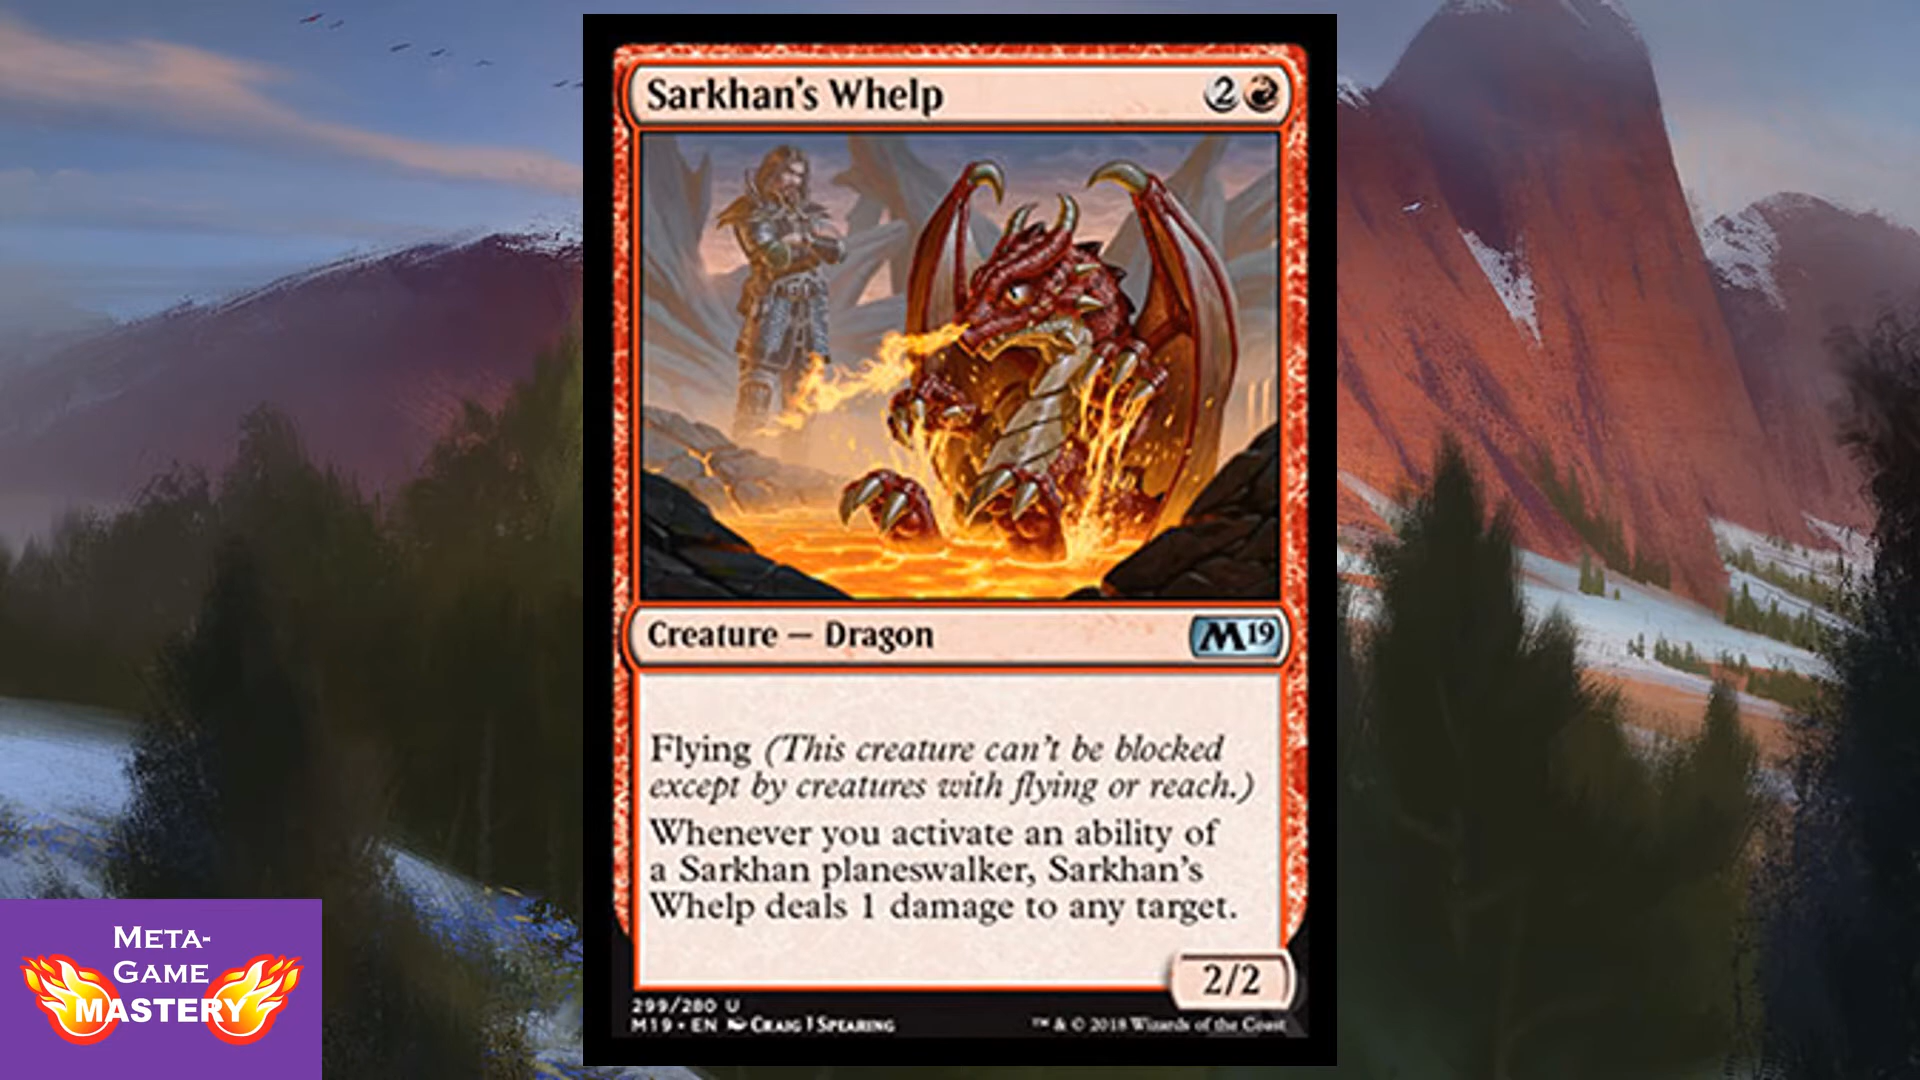 Sarkhan's Whelp 2
Creature — Dragon M19
Flying (This creature can't be blocked
except by creatures with flying or reach.)
Whenever you activate an ability of
a Sarkhan planeswalker, Sarkhan's
Whelp deals 1 damage to any target.
2/2
299/280 U
M19 • EN Craig J Spearing
™ & © 2018 Wizards of the Coast
META-
GAME
MASTERY